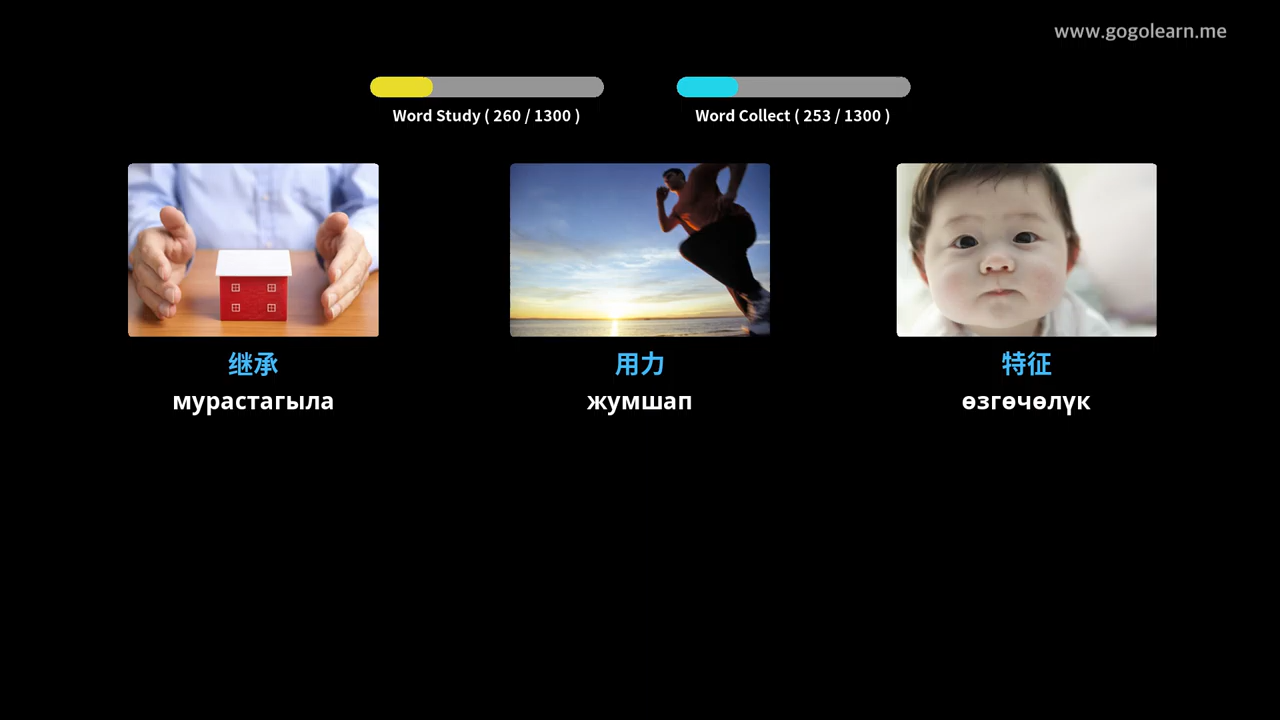 www.gogolearn.me
Word Study ( 260 / 1300 )
Word Collect ( 253 / 1300 )
继承
用力
特征
мурастагыла
жумшап
өзгөчөлүк